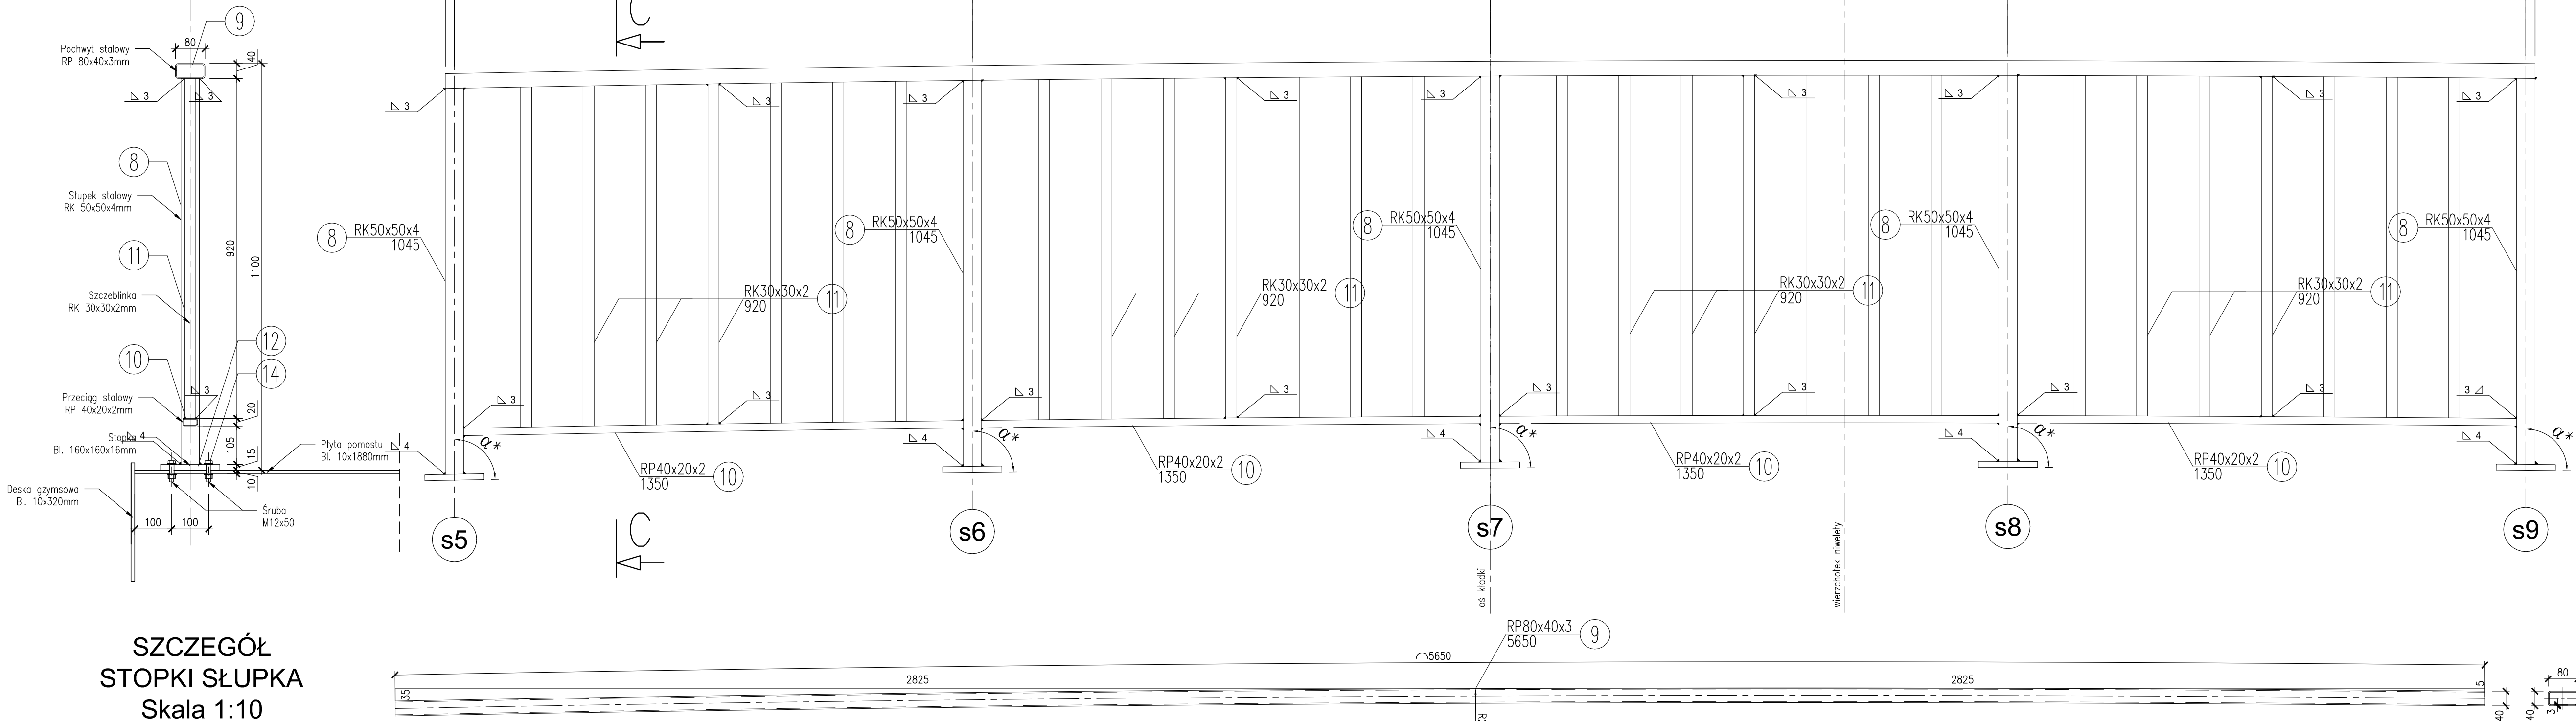 9
80
Pochwyt stalowy
RP 80x40x3mm
40
3
3
8
Słupek stalowy
RK 50x50x4mm
920
1100
11
Szczeblinka
RK 30x30x2mm
12
10
14
3
Przeciąg stalowy
RP 40x20x2mm
20
105
15
10
Stopka
4
Bl. 160x160x16mm
Płyta pomostu
Bl. 10x1880mm
Deska gzymsowa
Bl. 10x320mm
100
100
Śruba
M12x50
C
3
3
3
3
3
3
3
3
3
8
RK50x50x4
1045
8
RK50x50x4
1045
8
RK50x50x4
1045
8
RK50x50x4
1045
8
RK50x50x4
1045
RK30x30x2
920
11
RK30x30x2
920
11
RK30x30x2
920
11
RK30x30x2
920
11
3
3
3
3
3
3
3
3
3
4
α*
4
α*
4
α*
4
α*
4
α*
RP40x20x2
1350
10
RP40x20x2
1350
10
RP40x20x2
1350
10
RP40x20x2
1350
10
C
s5
s6
s7
s8
s9
oś kładki
wierzchołek niwelety
SZCZEGÓŁ
STOPKI SŁUPKA
Skala 1:10
RP80x40x3
5650
9
5650
2825
2825
35
5
40
80
40
3